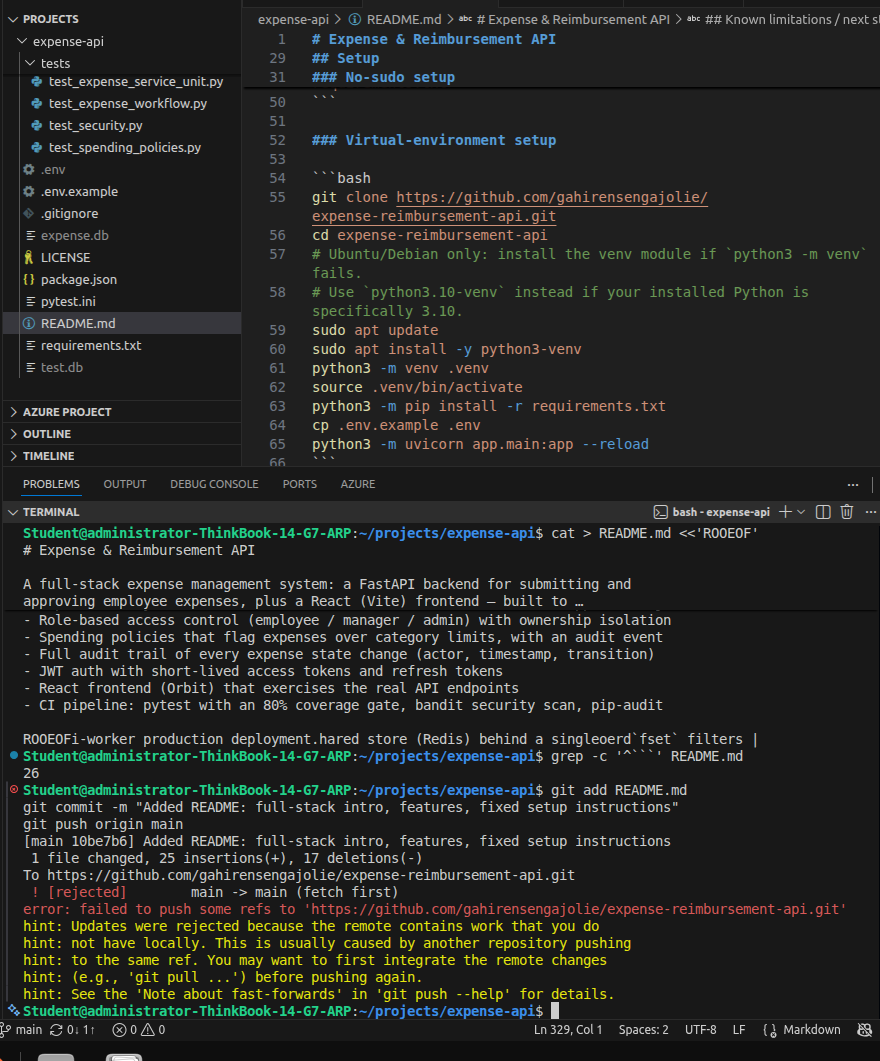 PROJECTS
expense-api
tests
test_expense_service_unit.py
test_expense_workflow.py
test_security.py
test_spending_policies.py
.env
.env.example
.gitignore
expense.db
LICENSE
package.json
pytest.ini
README.md
requirements.txt
test.db
AZURE PROJECT
OUTLINE
TIMELINE
expense-api > README.md > # Expense & Reimbursement API > ## Known limitations / next st
1 # Expense & Reimbursement API
29 ## Setup
31 ### No-sudo setup
50 ```
51
52 ### Virtual-environment setup
53
54 ```bash
55 git clone https://github.com/gahirensengajolie/
expense-reimbursement-api.git
56 cd expense-reimbursement-api
57 # Ubuntu/Debian only: install the venv module if `python3 -m venv`
fails.
58 # Use `python3.10-venv` instead if your installed Python is
specifically 3.10.
59 sudo apt update
60 sudo apt install -y python3-venv
61 python3 -m venv .venv
62 source .venv/bin/activate
63 python3 -m pip install -r requirements.txt
64 cp .env.example .env
65 python3 -m uvicorn app.main:app --reload
66 ```
PROBLEMS OUTPUT DEBUG CONSOLE PORTS AZURE
TERMINAL
bash - expense-api
Student@administrator-ThinkBook-14-G7-ARP:~/projects/expense-api$ cat > README.md <<'ROOEOF'
# Expense & Reimbursement API

A full-stack expense management system: a FastAPI backend for submitting and
approving employee expenses, plus a React (Vite) frontend — built to …
- Role-based access control (employee / manager / admin) with ownership isolation
- Spending policies that flag expenses over category limits, with an audit event
- Full audit trail of every expense state change (actor, timestamp, transition)
- JWT auth with short-lived access tokens and refresh tokens
- React frontend (Orbit) that exercises the real API endpoints
- CI pipeline: pytest with an 80% coverage gate, bandit security scan, pip-audit

ROOEOFi-worker production deployment.hared store (Redis) behind a singleoerd`fset` filters |
Student@administrator-ThinkBook-14-G7-ARP:~/projects/expense-api$ grep -c '^```' README.md
26
Student@administrator-ThinkBook-14-G7-ARP:~/projects/expense-api$ git add README.md
git commit -m "Added README: full-stack intro, features, fixed setup instructions"
git push origin main
[main 10be7b6] Added README: full-stack intro, features, fixed setup instructions
1 file changed, 25 insertions(+), 17 deletions(-)
To https://github.com/gahirensengajolie/expense-reimbursement-api.git
! [rejected] main -> main (fetch first)
error: failed to push some refs to 'https://github.com/gahirensengajolie/expense-reimbursement-api.git'
hint: Updates were rejected because the remote contains work that you do
hint: not have locally. This is usually caused by another repository pushing
hint: to the same ref. You may want to first integrate the remote changes
hint: (e.g., 'git pull ...') before pushing again.
hint: See the 'Note about fast-forwards' in 'git push --help' for details.
Student@administrator-ThinkBook-14-G7-ARP:~/projects/expense-api$
main 0↓ 1↑ 0 0 Ln 329, Col 1 Spaces: 2 UTF-8 LF {} Markdown